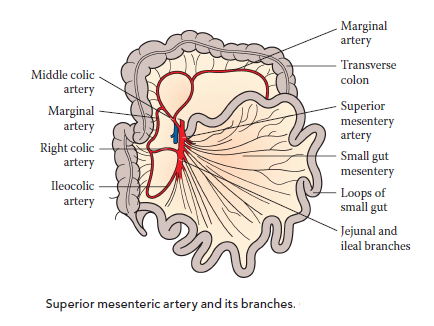 Marginal
artery
Transverse
colon
Middle colic
artery
Marginal
artery
Superior
mesentery
artery
Right colic
artery
Small gut
mesentery
Ileocolic
artery
Loops of
small gut
Jejunal and
ileal branches
Superior mesenteric artery and its branches.